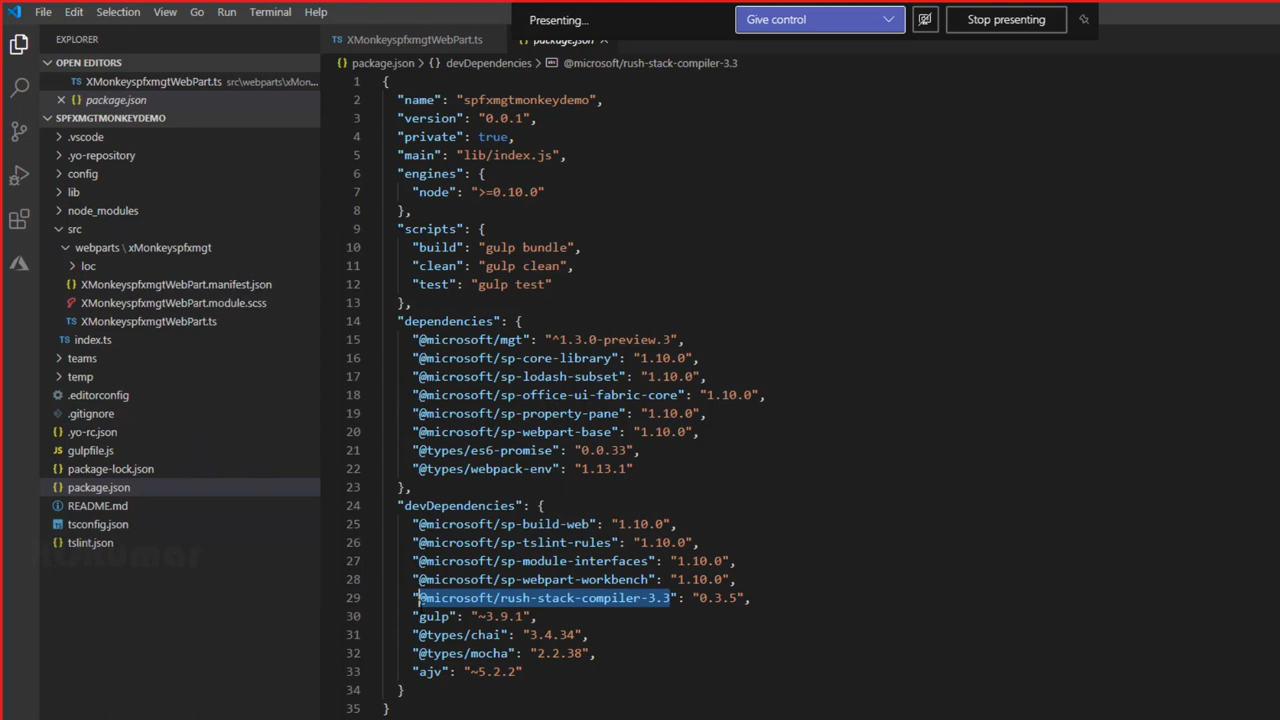 File Edit Selection View Go Run Terminal Help
Presenting...
Give control
Stop presenting
EXPLORER
OPEN EDITORS
XMonkeyspfxmgtWebPart.ts src\webparts\xMon...
package.json
SPFXMGTMONKEYDEMO
.vscode
.yo-repository
config
lib
node_modules
src
webparts \ xMonkeyspfxmgt
loc
XMonkeyspfxmgtWebPart.manifest.json
XMonkeyspfxmgtWebPart.module.scss
XMonkeyspfxmgtWebPart.ts
index.ts
teams
temp
.editorconfig
.gitignore
.yo-rc.json
gulpfile.js
package-lock.json
package.json
README.md
tsconfig.json
tslint.json
XMonkeyspfxmgtWebPart.ts
package.json
package.json > {} devDependencies > @microsoft/rush-stack-compiler-3.3
1 {
2 "name": "spfxmgtmonkeydemo",
3 "version": "0.0.1",
4 "private": true,
5 "main": "lib/index.js",
6 "engines": {
7 "node": ">=0.10.0"
8 },
9 "scripts": {
10 "build": "gulp bundle",
11 "clean": "gulp clean",
12 "test": "gulp test"
13 },
14 "dependencies": {
15 "@microsoft/mgt": "^1.3.0-preview.3",
16 "@microsoft/sp-core-library": "1.10.0",
17 "@microsoft/sp-lodash-subset": "1.10.0",
18 "@microsoft/sp-office-ui-fabric-core": "1.10.0",
19 "@microsoft/sp-property-pane": "1.10.0",
20 "@microsoft/sp-webpart-base": "1.10.0",
21 "@types/es6-promise": "0.0.33",
22 "@types/webpack-env": "1.13.1"
23 },
24 "devDependencies": {
25 "@microsoft/sp-build-web": "1.10.0",
26 "@microsoft/sp-tslint-rules": "1.10.0",
27 "@microsoft/sp-module-interfaces": "1.10.0",
28 "@microsoft/sp-webpart-workbench": "1.10.0",
29 "@microsoft/rush-stack-compiler-3.3": "0.3.5",
30 "gulp": "~3.9.1",
31 "@types/chai": "3.4.34",
32 "@types/mocha": "2.2.38",
33 "ajv": "~5.2.2"
34 }
35 }